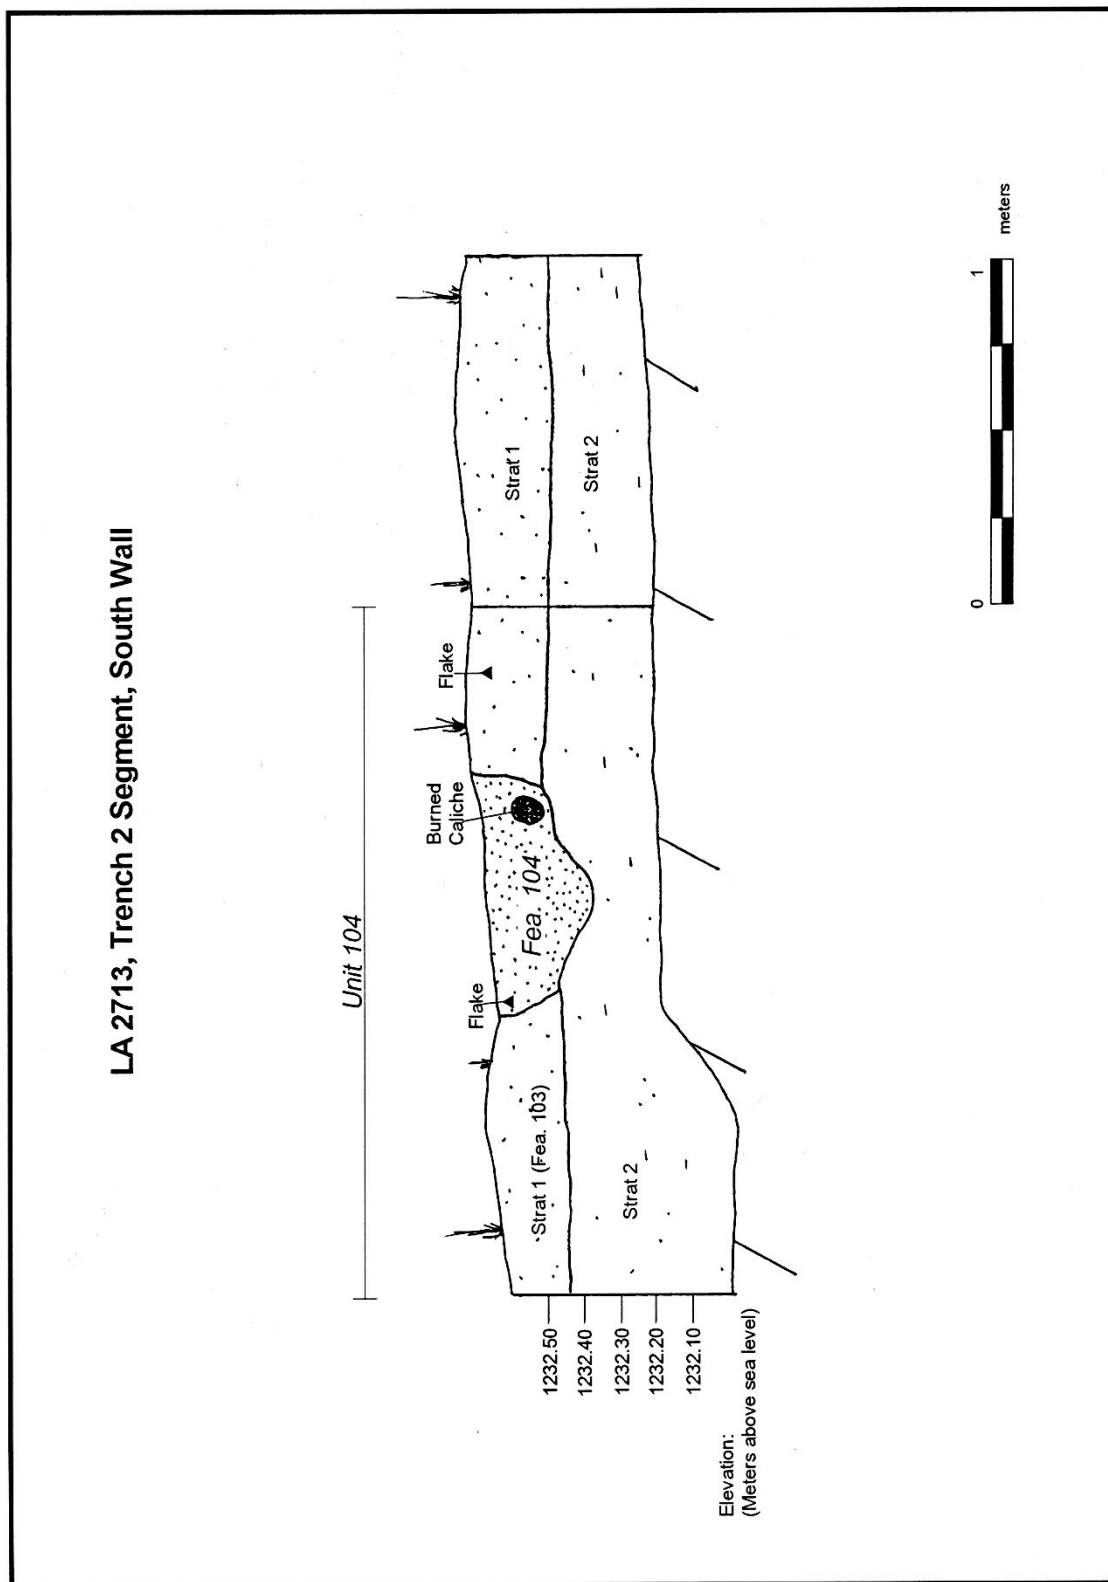 LA 2713, Trench 2 Segment, South Wall
Unit 104
Flake
Burned
Caliche
Flake
Strat 1 (Fea. 103)
Fea. 104
Strat 1
Strat 2
Strat 2
1232.50
1232.40
1232.30
1232.20
1232.10
Elevation:
(Meters above sea level)
0
1
meters